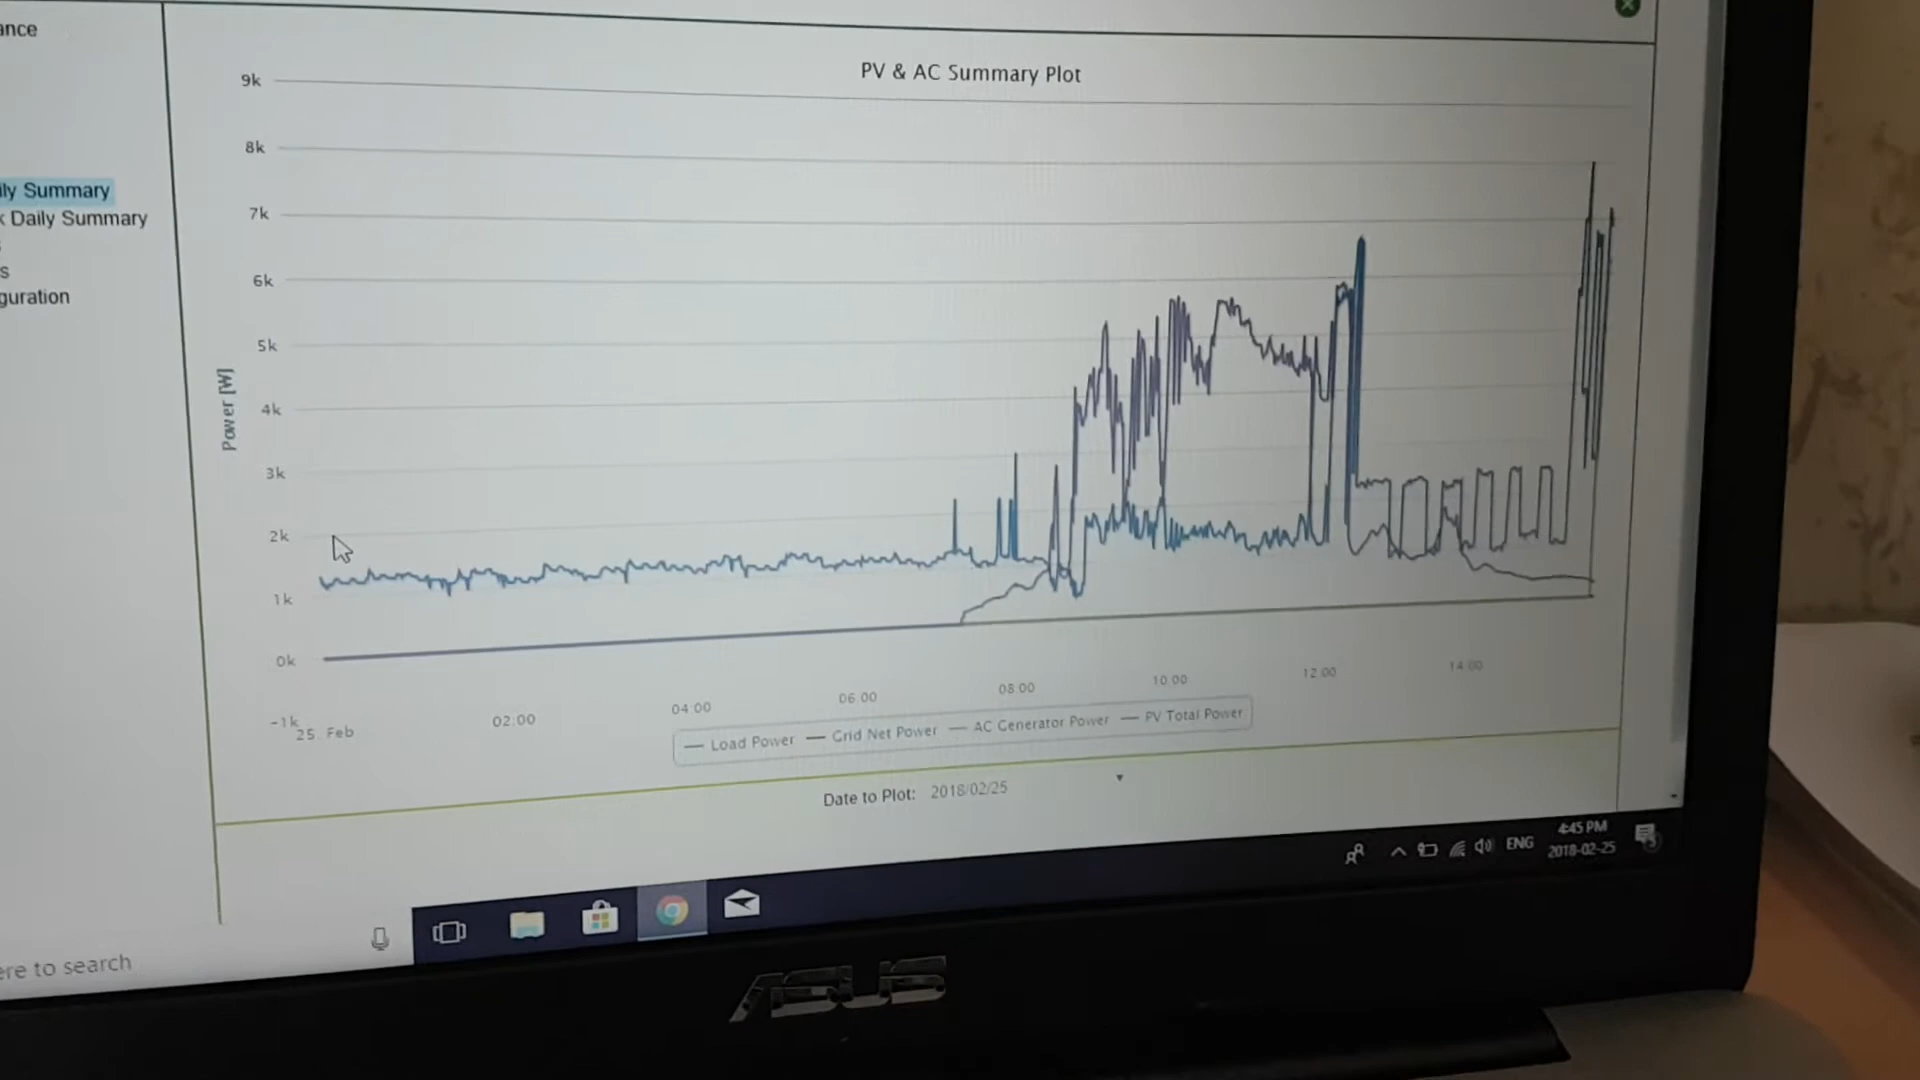 ance
ily Summary
k Daily Summary
s
s
guration
PV & AC Summary Plot
9k
8k
7k
6k
5k
4k
3k
2k
1k
0k
-1k
Power [W]
25. Feb
02:00
04:00
06:00
08:00
10:00
12:00
14:00
Load Power
Grid Net Power
AC Generator Power
PV Total Power
Date to Plot: 2018/02/25
ere to search
ENG
4:45 PM
2018-02-25
ASUS